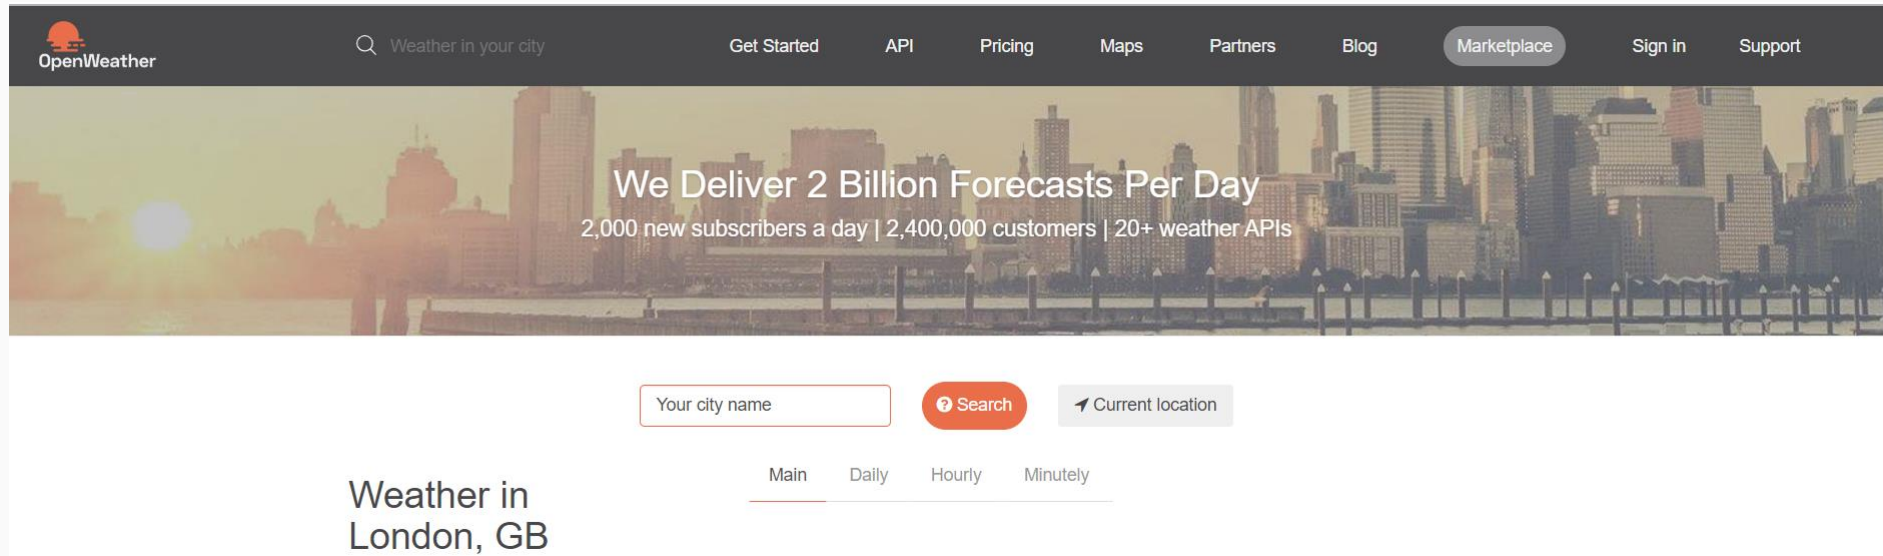 OpenWeather
Weather in your city
Get Started API Pricing Maps Partners Blog Marketplace Sign in Support
We Deliver 2 Billion Forecasts Per Day
2,000 new subscribers a day | 2,400,000 customers | 20+ weather APIs
Your city name Search Current location
Main Daily Hourly Minutely
Weather in
London, GB